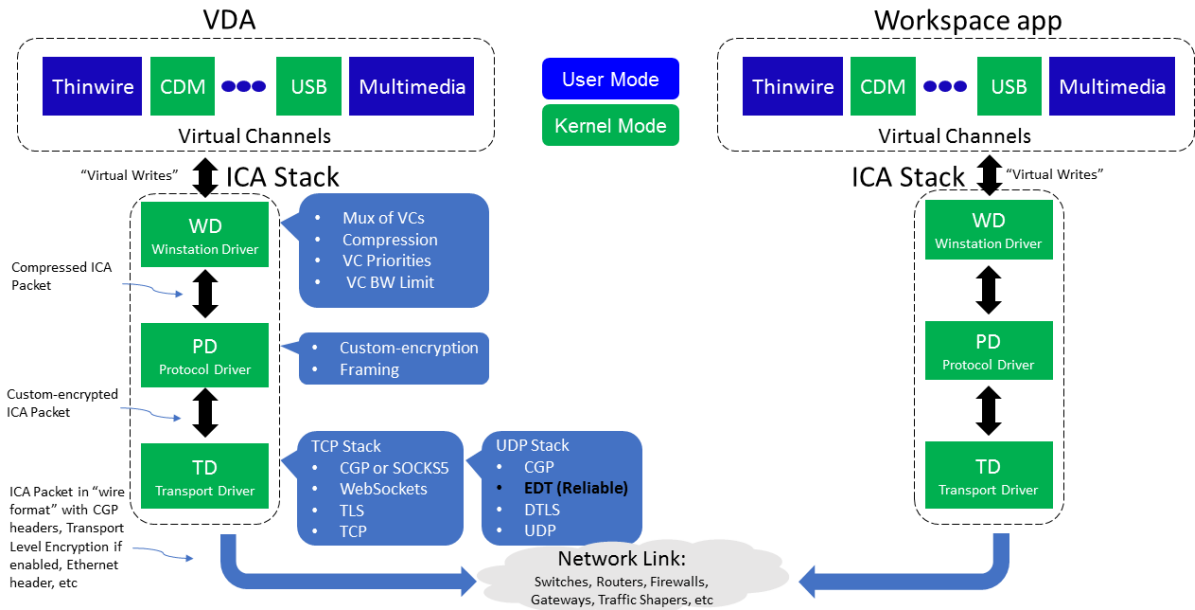 VDA
Thinwire
CDM
USB
Multimedia
Virtual Channels
User Mode
Kernel Mode
Workspace app
Thinwire
CDM
USB
Multimedia
Virtual Channels
“Virtual Writes”
ICA Stack
WD
Winstation Driver
• Mux of VCs
• Compression
• VC Priorities
• VC BW Limit
Compressed ICA
Packet
PD
Protocol Driver
• Custom-encryption
• Framing
Custom-encrypted
ICA Packet
TD
Transport Driver
TCP Stack
• CGP or SOCKS5
• WebSockets
• TLS
• TCP
UDP Stack
• CGP
• EDT (Reliable)
• DTLS
• UDP
ICA Packet in “wire
format” with CGP
headers, Transport
Level Encryption if
enabled, Ethernet
header, etc
Network Link:
Switches, Routers, Firewalls,
Gateways, Traffic Shapers, etc
ICA Stack
“Virtual Writes”
WD
Winstation Driver
PD
Protocol Driver
TD
Transport Driver